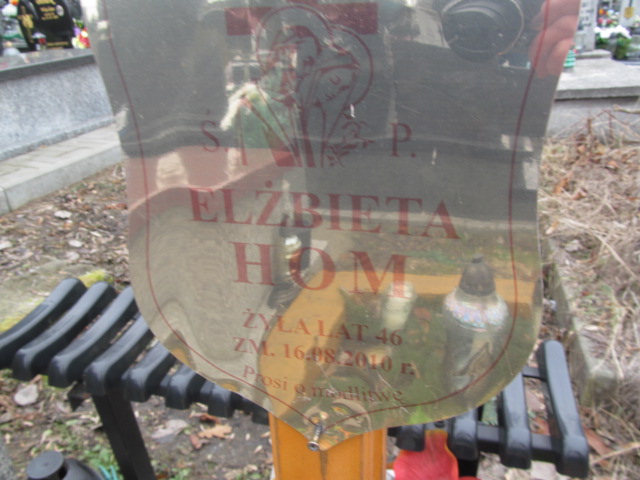 Ś. P.
ELŻBIETA
HOM
ŻYŁA LAT 46
ZM. 16.08.2010 r.
Prosi o modlitwę